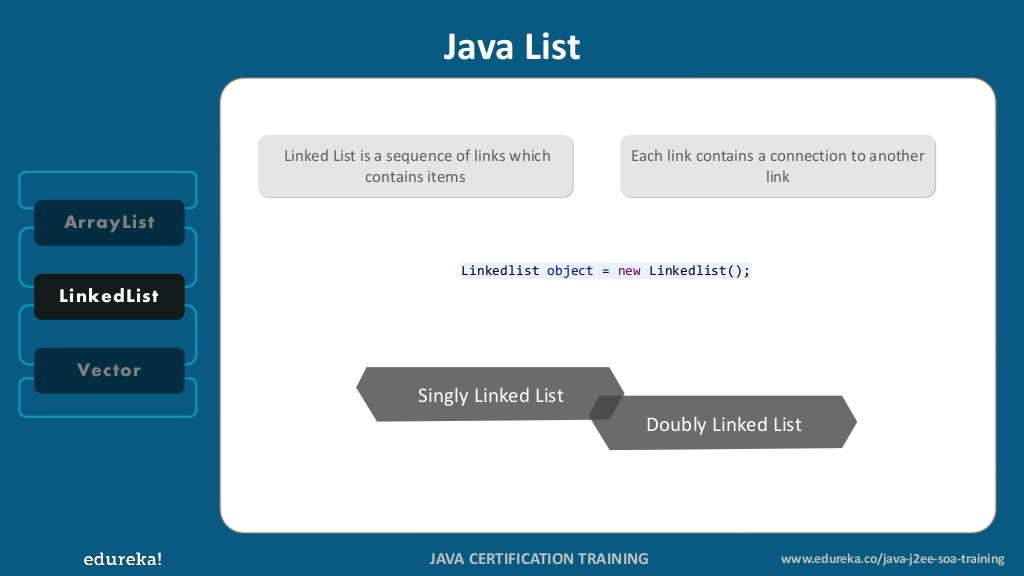 Java List
Linked List is a sequence of links which
contains items
Each link contains a connection to another
link
ArrayList
LinkedList
Vector
Linkedlist object = new Linkedlist();
Singly Linked List
Doubly Linked List
edureka!
JAVA CERTIFICATION TRAINING
www.edureka.co/java-j2ee-soa-training